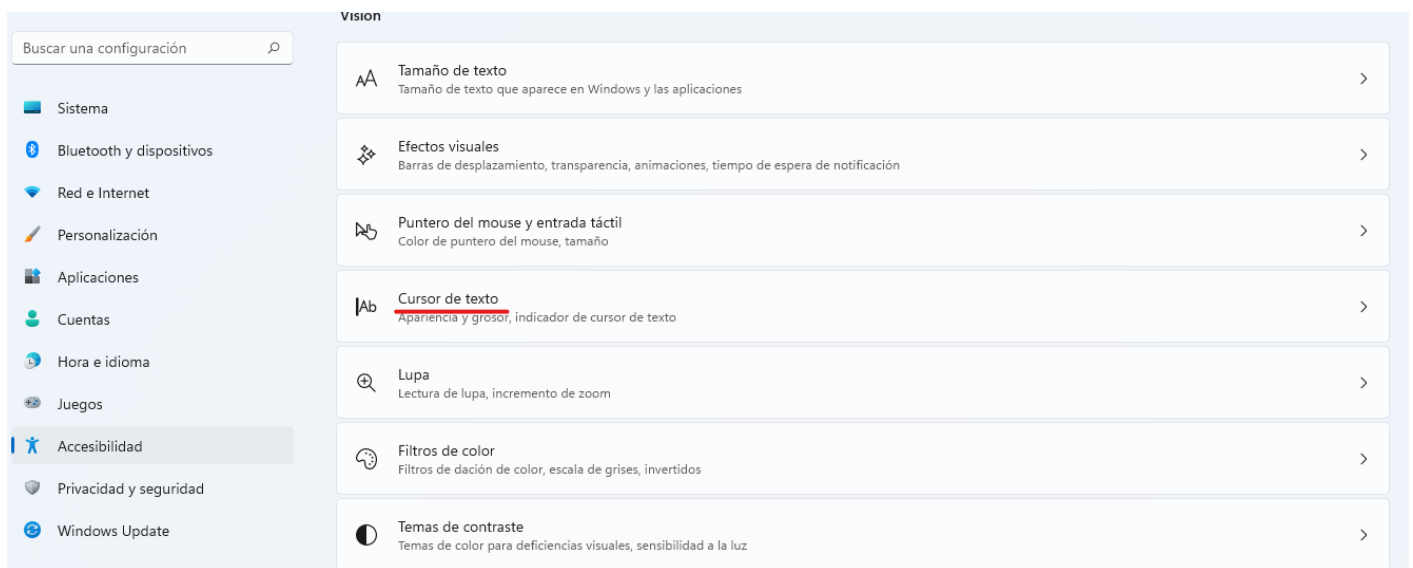 Visión
Buscar una configuración
Sistema
Bluetooth y dispositivos
Red e Internet
Personalización
Aplicaciones
Cuentas
Hora e idioma
Juegos
Accesibilidad
Privacidad y seguridad
Windows Update
Tamaño de texto
Tamaño de texto que aparece en Windows y las aplicaciones
Efectos visuales
Barras de desplazamiento, transparencia, animaciones, tiempo de espera de notificación
Puntero del mouse y entrada táctil
Color de puntero del mouse, tamaño
Cursor de texto
Apariencia y grosor, indicador de cursor de texto
Lupa
Lectura de lupa, incremento de zoom
Filtros de color
Filtros de dación de color, escala de grises, invertidos
Temas de contraste
Temas de color para deficiencias visuales, sensibilidad a la luz